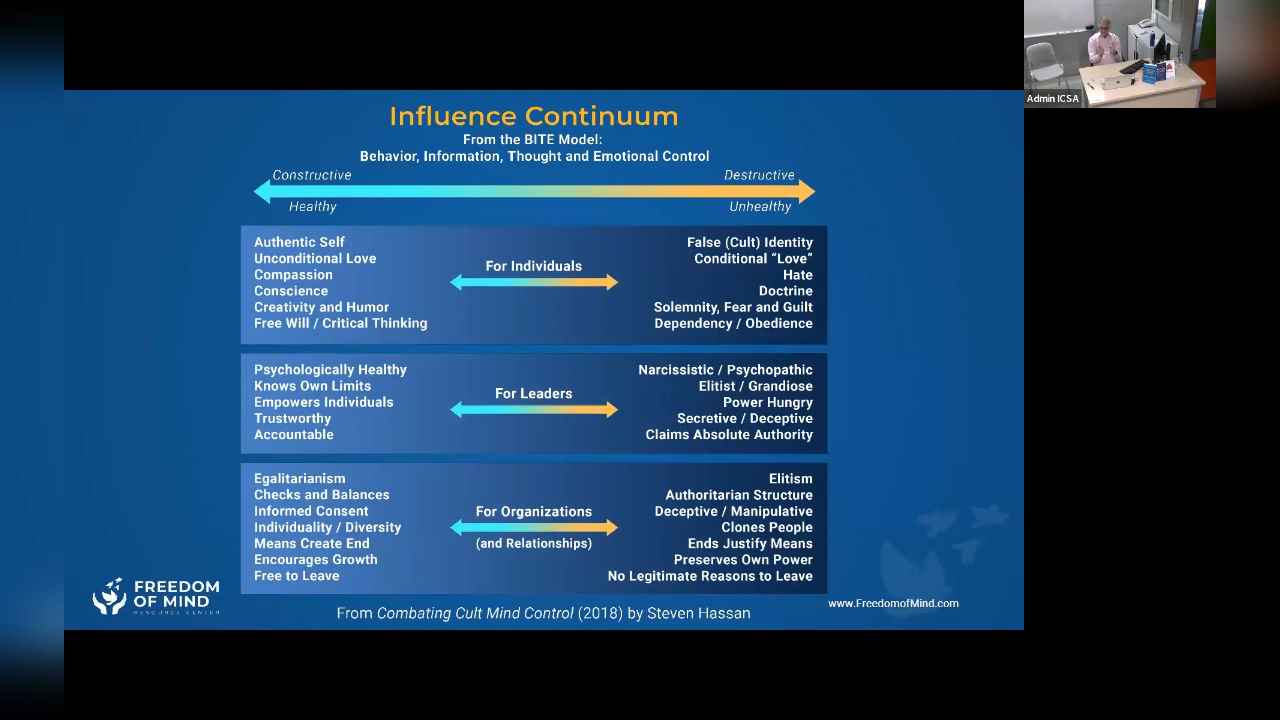 Admin ICSA
Influence Continuum
From the BITE Model:
Behavior, Information, Thought and Emotional Control
Constructive
Destructive
Healthy
Unhealthy
Authentic Self
Unconditional Love
Compassion
Conscience
Creativity and Humor
Free Will / Critical Thinking
For Individuals
False (Cult) Identity
Conditional “Love”
Hate
Doctrine
Solemnity, Fear and Guilt
Dependency / Obedience
Psychologically Healthy
Knows Own Limits
Empowers Individuals
Trustworthy
Accountable
For Leaders
Narcissistic / Psychopathic
Elitist / Grandiose
Power Hungry
Secretive / Deceptive
Claims Absolute Authority
Egalitarianism
Checks and Balances
Informed Consent
Individuality / Diversity
Means Create End
Encourages Growth
Free to Leave
For Organizations
(and Relationships)
Elitism
Authoritarian Structure
Deceptive / Manipulative
Clones People
Ends Justify Means
Preserves Own Power
No Legitimate Reasons to Leave
FREEDOM
OF MIND
RESOURCE CENTER
From Combating Cult Mind Control (2018) by Steven Hassan
www.FreedomofMind.com